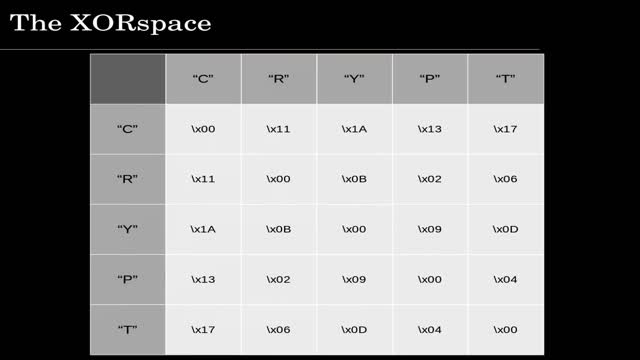 The XORspace
“C” “R” “Y” “P” “T”
“C” \x00 \x11 \x1A \x13 \x17
“R” \x11 \x00 \x0B \x02 \x06
“Y” \x1A \x0B \x00 \x09 \x0D
“P” \x13 \x02 \x09 \x00 \x04
“T” \x17 \x06 \x0D \x04 \x00